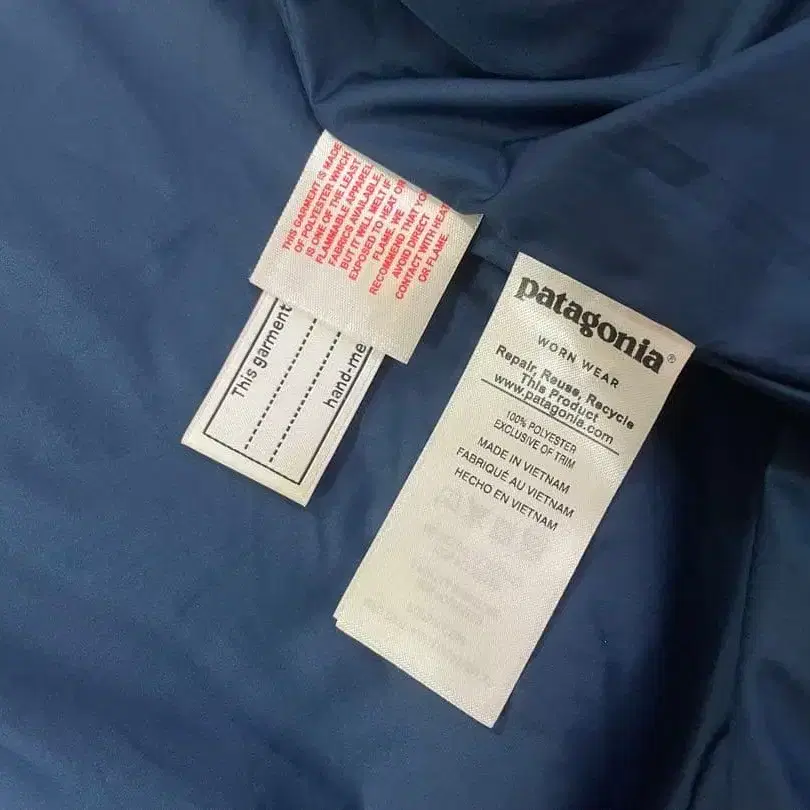 THIS GARMENT IS MADE
OF POLYESTER WHICH
IS ONE OF THE LEAST
FLAMMABLE APPAREL
FABRICS AVAILABLE,
BUT IT WILL MELT IF
EXPOSED TO HEAT OR
FLAME. WE
RECOMMEND THAT YOU
AVOID DIRECT
CONTACT WITH HEAT
OR FLAME.
This garment
hand-me
patagonia®
WORN WEAR
Repair, Reuse, Recycle
This Product
www.patagonia.com
100% POLYESTER
EXCLUSIVE OF TRIM
MADE IN VIETNAM
FABRIQUÉ AU VIETNAM
HECHO EN VIETNAM